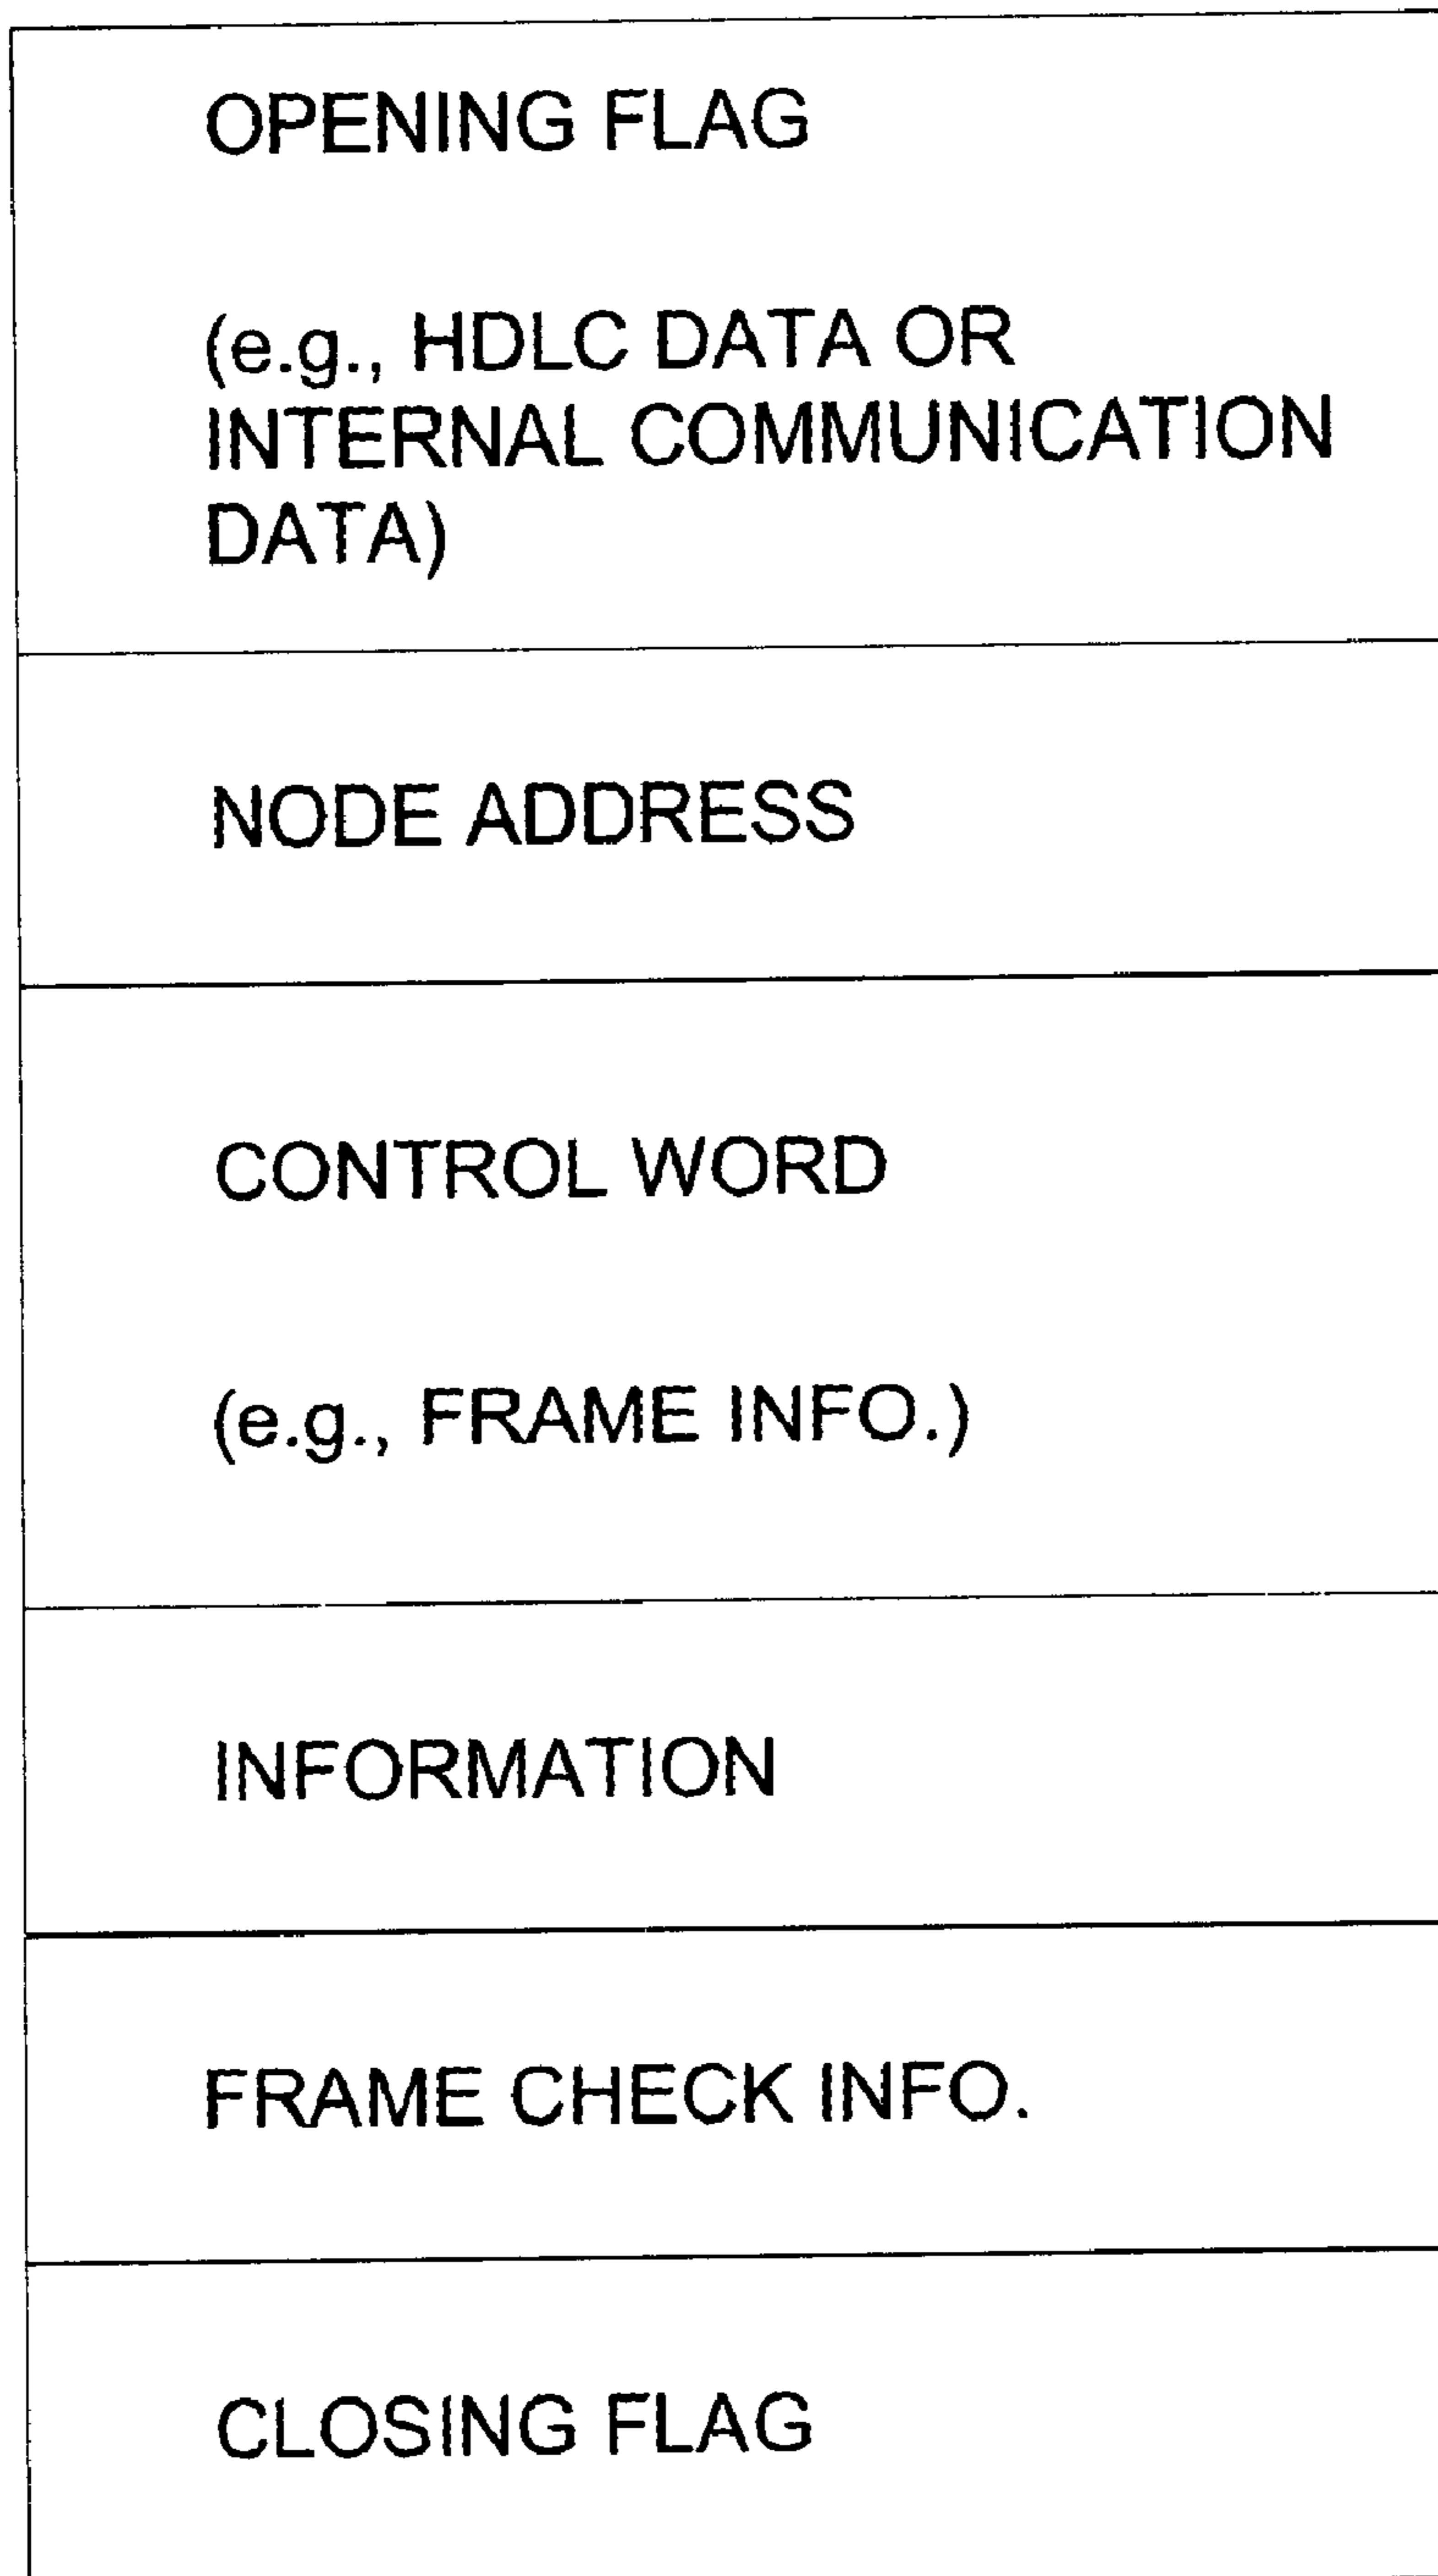 OPENING FLAG
(e.g., HDLC DATA OR
INTERNAL COMMUNICATION
DATA)
NODE ADDRESS
CONTROL WORD
(e.g., FRAME INFO.)
INFORMATION
FRAME CHECK INFO.
CLOSING FLAG